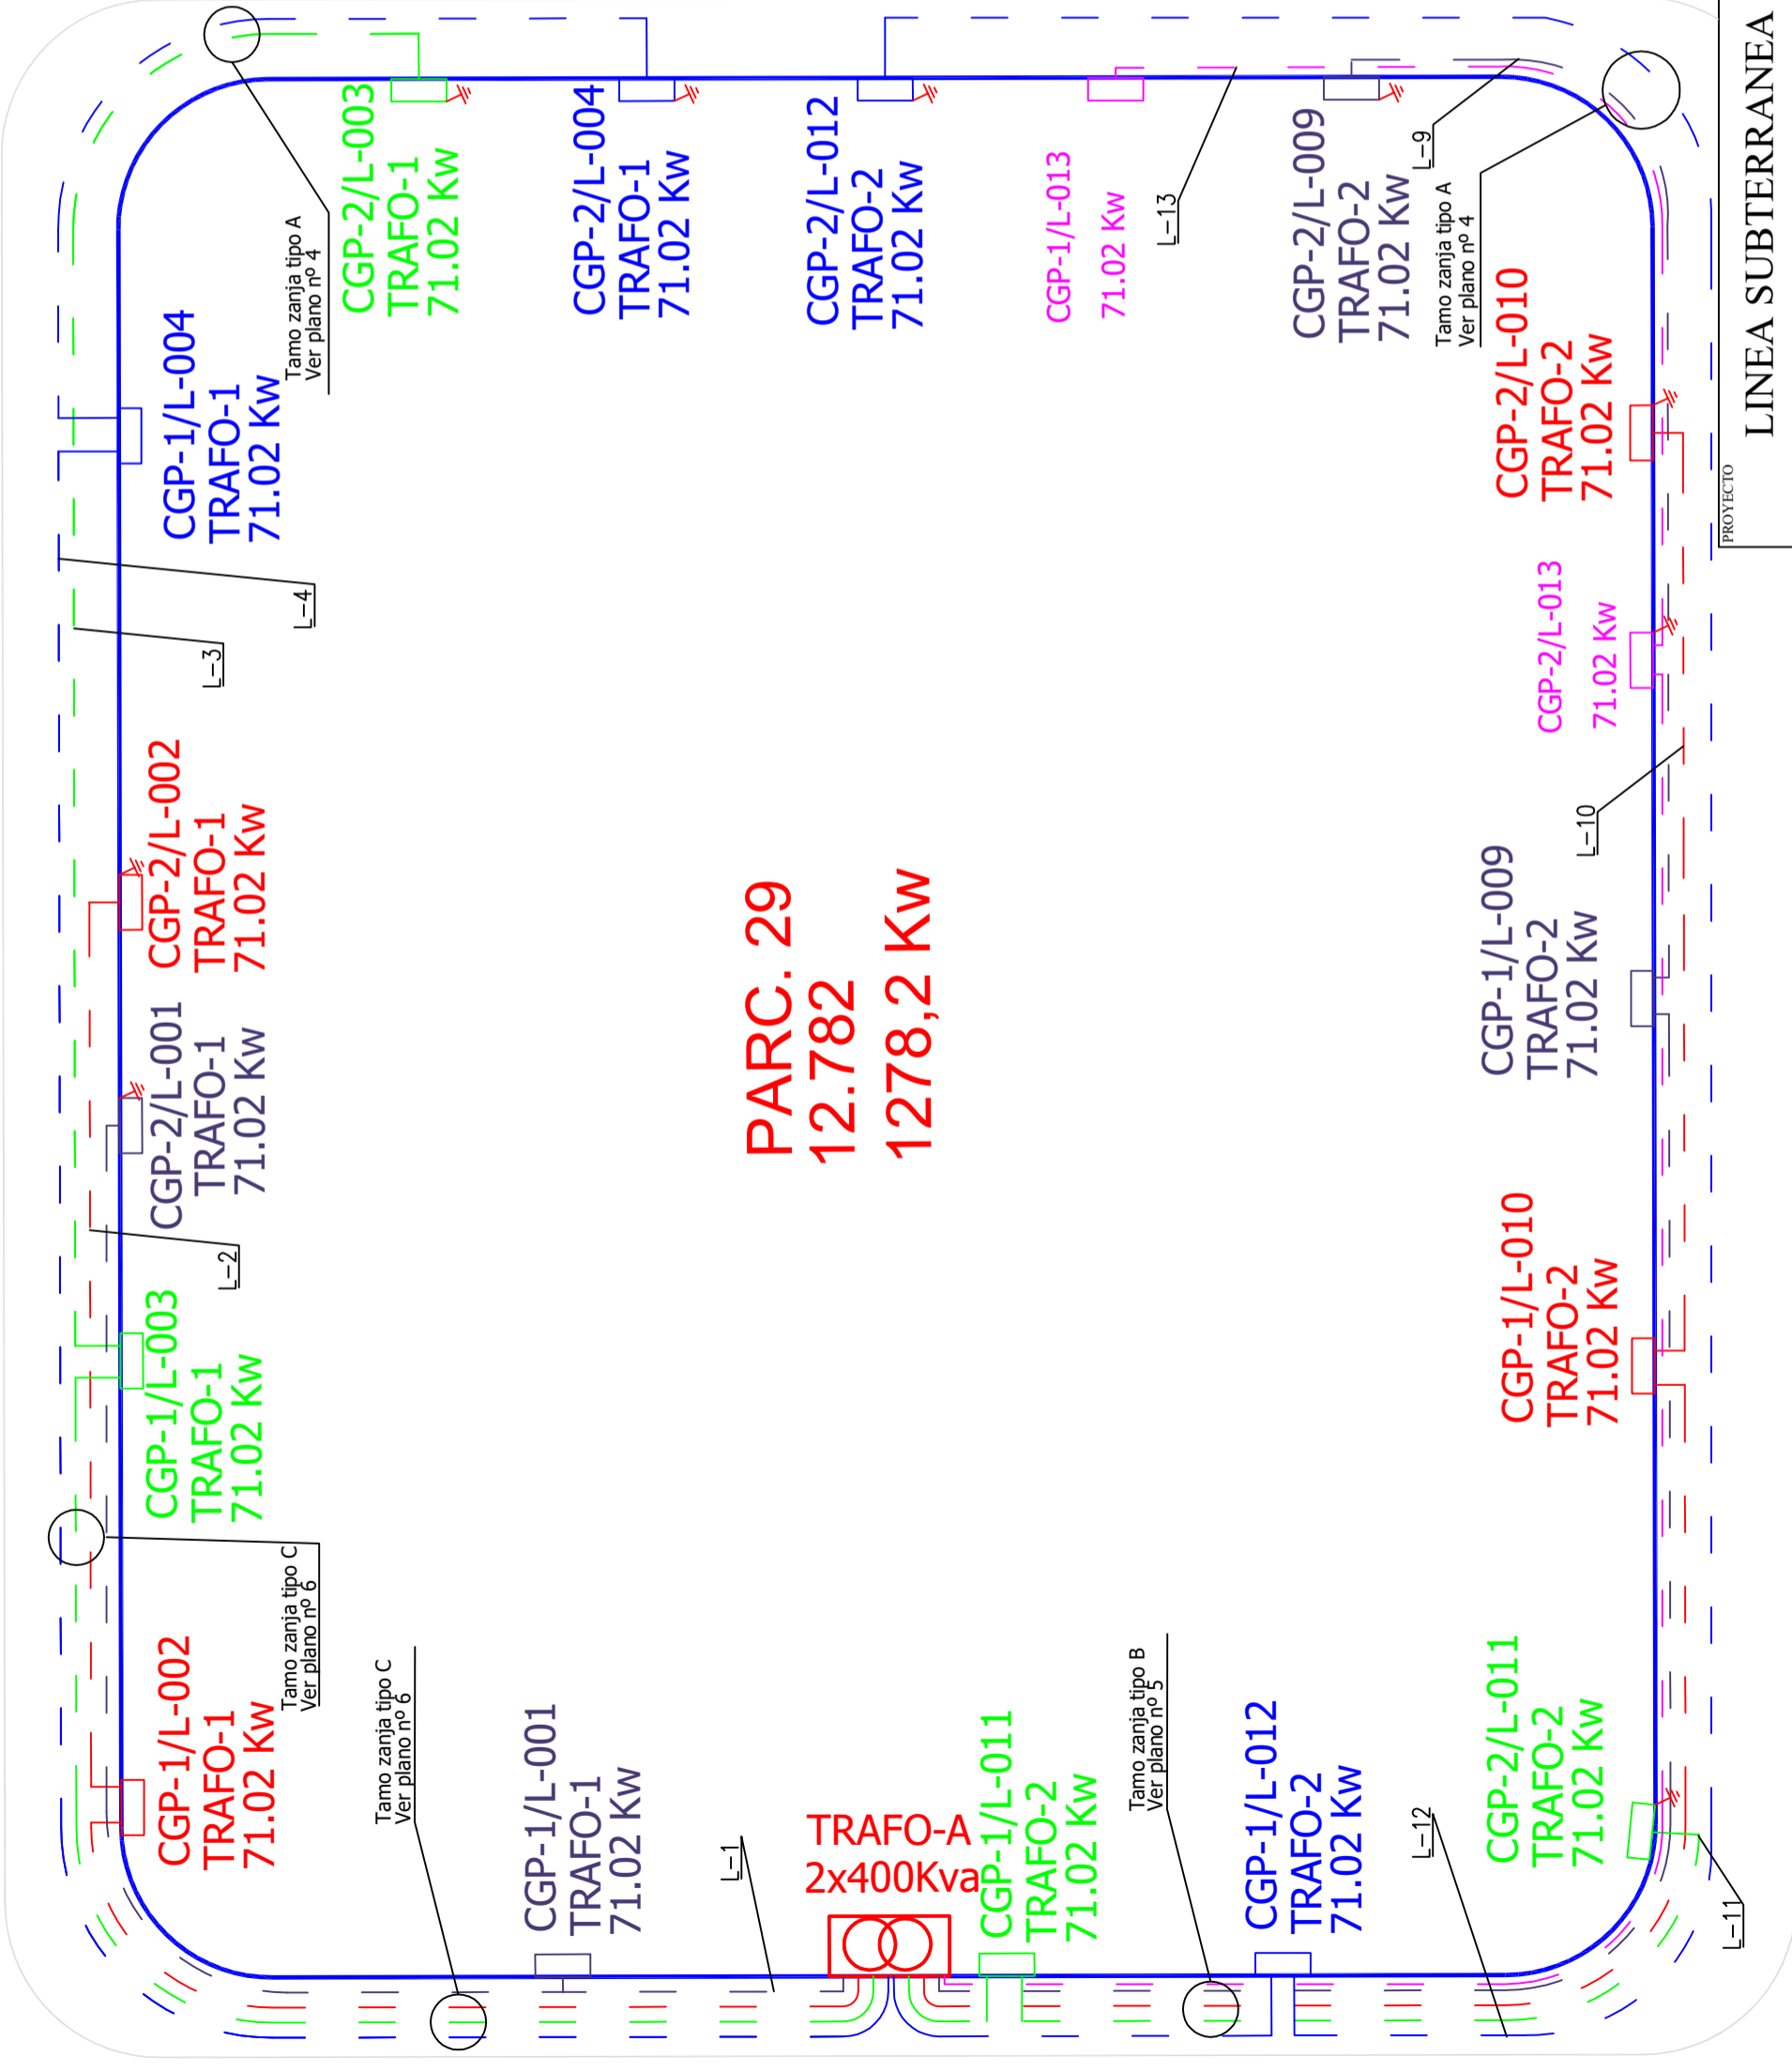 CGP-2/L-003
TRAFO-1
71.02 Kw
CGP-2/L-004
TRAFO-1
71.02 Kw
CGP-2/L-012
TRAFO-2
71.02 Kw
CGP-1/L-013
71.02 Kw
L-13
CGP-2/L-009
TRAFO-2
71.02 Kw
L-9
Tamo zanja tipo A
Ver plano nº 4
Tamo zanja tipo A
Ver plano nº 4
CGP-1/L-004
TRAFO-1
71.02 Kw
L-4
L-3
CGP-2/L-010
TRAFO-2
71.02 Kw
PROYECTO
LINEA SUBTERRANEA
CGP-2/L-013
71.02 Kw
L-10
CGP-2/L-002
TRAFO-1
71.02 Kw
CGP-2/L-001
TRAFO-1
71.02 Kw
L-2
PARC. 29
12.782
1278,2 Kw
CGP-1/L-009
TRAFO-2
71.02 Kw
CGP-1/L-003
TRAFO-1
71.02 Kw
CGP-1/L-010
TRAFO-2
71.02 Kw
Tamo zanja tipo C
Ver plano nº 6
CGP-1/L-002
TRAFO-1
71.02 Kw
Tamo zanja tipo C
Ver plano nº 6
CGP-1/L-001
TRAFO-1
71.02 Kw
L-1
TRAFO-A
2x400Kva
CGP-1/L-011
TRAFO-2
71.02 Kw
Tamo zanja tipo B
Ver plano nº 5
CGP-1/L-012
TRAFO-2
71.02 Kw
L-12
CGP-2/L-011
TRAFO-2
71.02 Kw
L-11